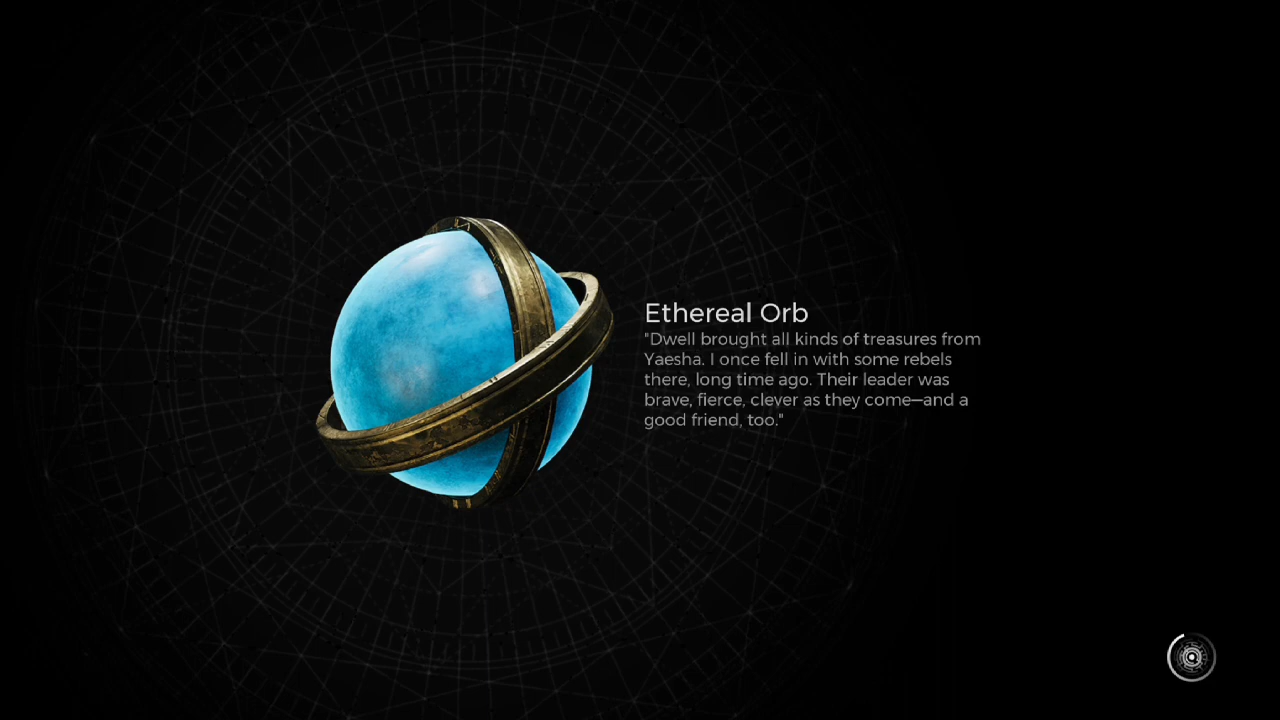 Ethereal Orb
"Dwell brought all kinds of treasures from
Yaesha. I once fell in with some rebels
there, long time ago. Their leader was
brave, fierce, clever as they come—and a
good friend, too."